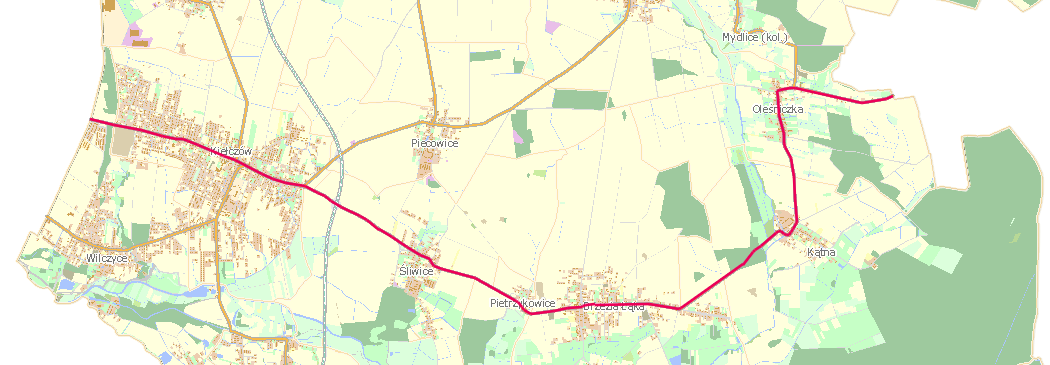 Mydlice (kol.)
Oleśniczka
Piecowice
Kiełczów
Kątna
Wilczyce
Śliwice
Pietrzykowice
Brzezia Łąka